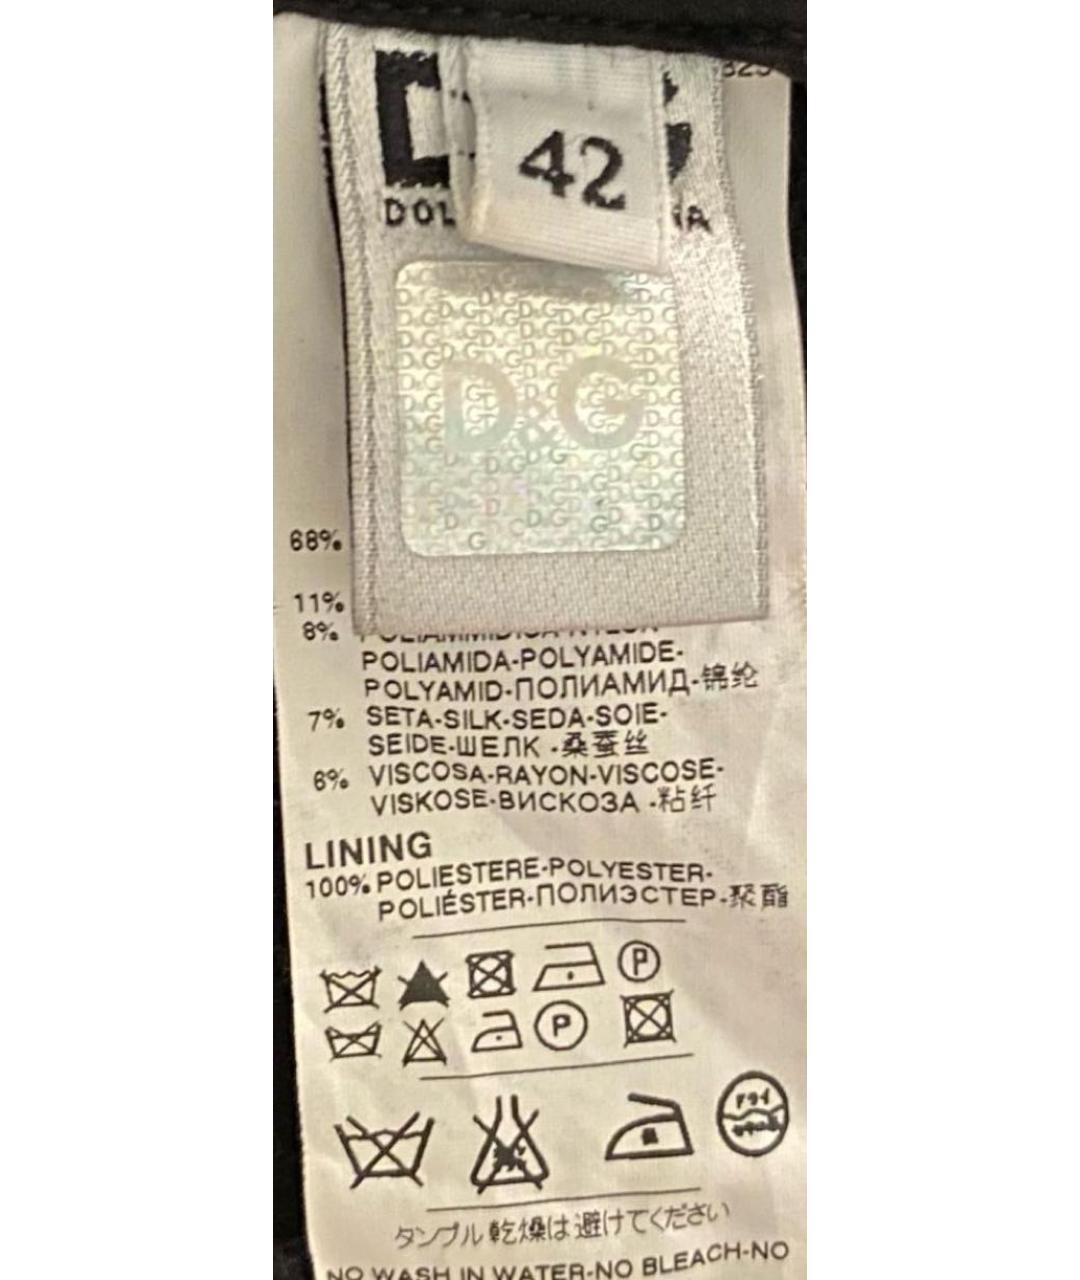 42
D&G
68%
11%
8%
POLIAMIDA-POLYAMIDE-
POLYAMID-ПОЛИАМИД-锦纶
7% SETA-SILK-SEDA-SOIE-
SEIDE-ШЕЛК -桑蚕丝
6% VISCOSA-RAYON-VISCOSE-
VISKOSE-ВИСКОЗА -粘纤
LINING
100% POLIESTERE-POLYESTER-
POLIÉSTER-ПОЛИЭСТЕР-聚酯
P
P
ドライ
タンブル乾燥は避けてください
NO WASH IN WATER-NO BLEACH-NO